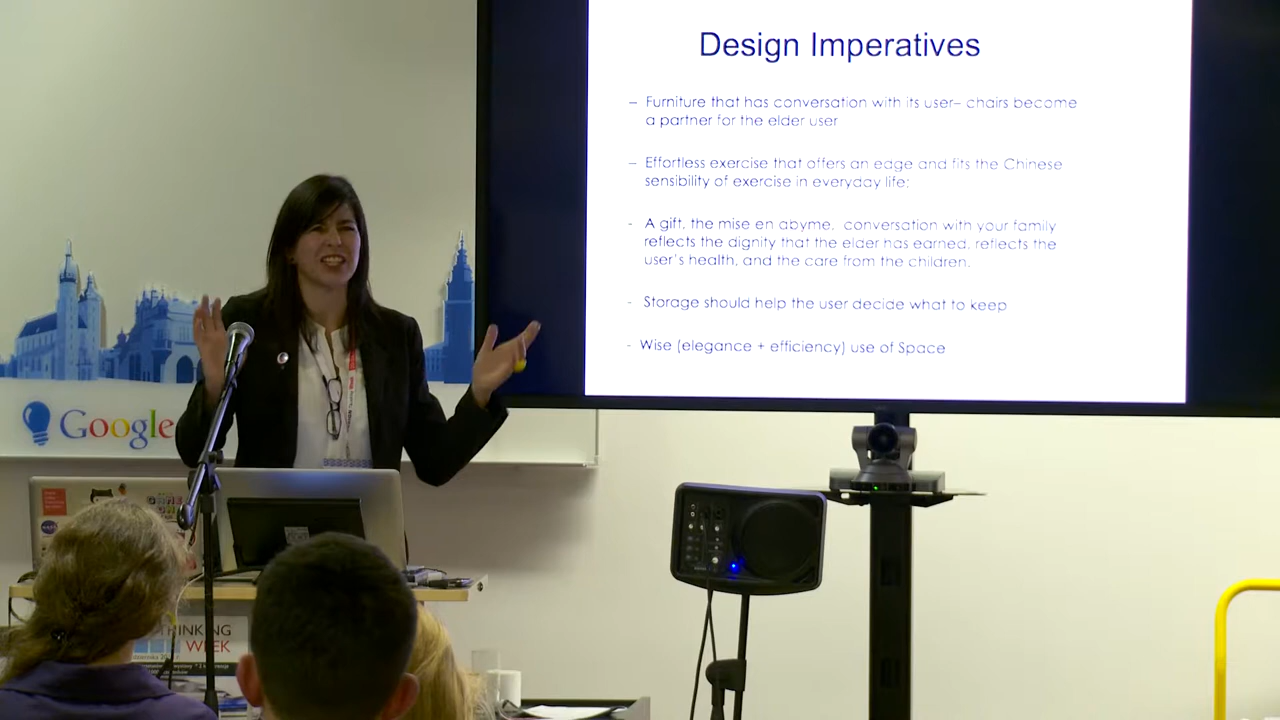 Design Imperatives
– Furniture that has conversation with its user– chairs become
a partner for the elder user
– Effortless exercise that offers an edge and fits the Chinese
sensibility of exercise in everyday life;
- A gift, the mise en abyme, conversation with your family
reflects the dignity that the elder has earned, reflects the
user's health, and the care from the children.
- Storage should help the user decide what to keep
- Wise (elegance + efficiency) use of Space
Google
THINKING
WEEK